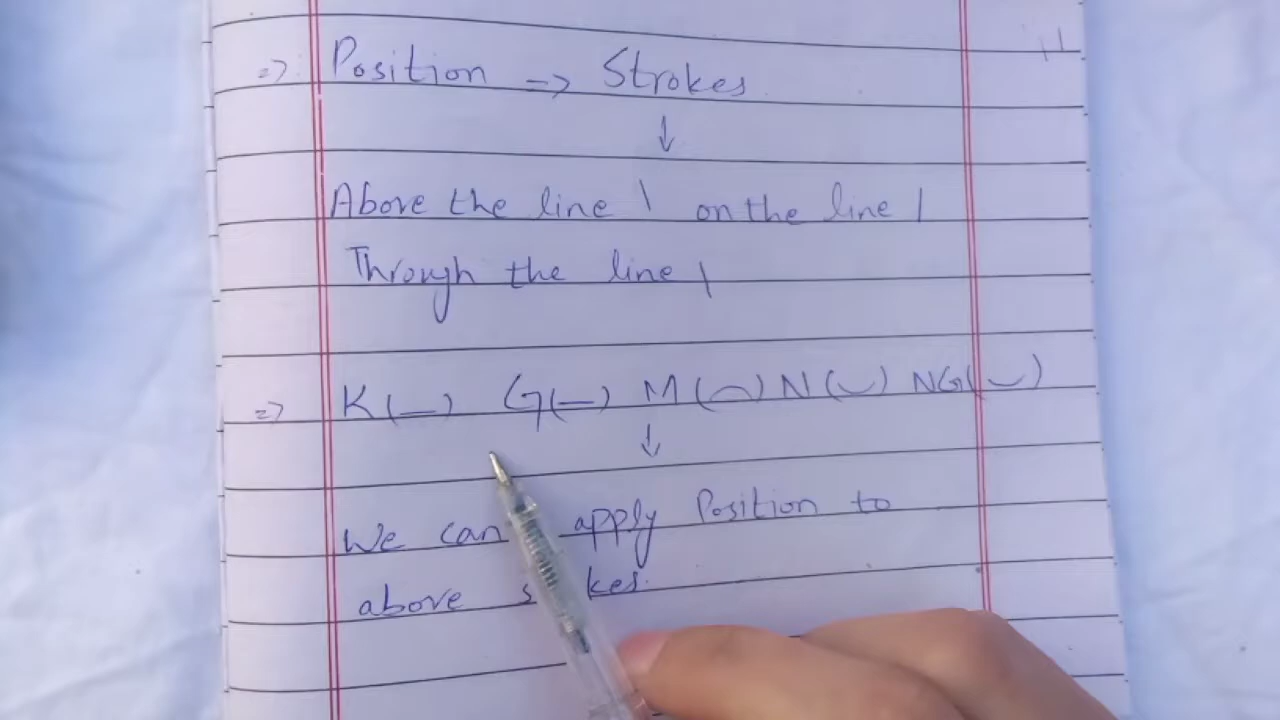 => Position => Strokes
↓
Above the line \ on the line |
Through the line \
=> K (—) G (—) M (⌒) N (⌣) NG (⌣)
↓
We can apply Position to
above s kes.